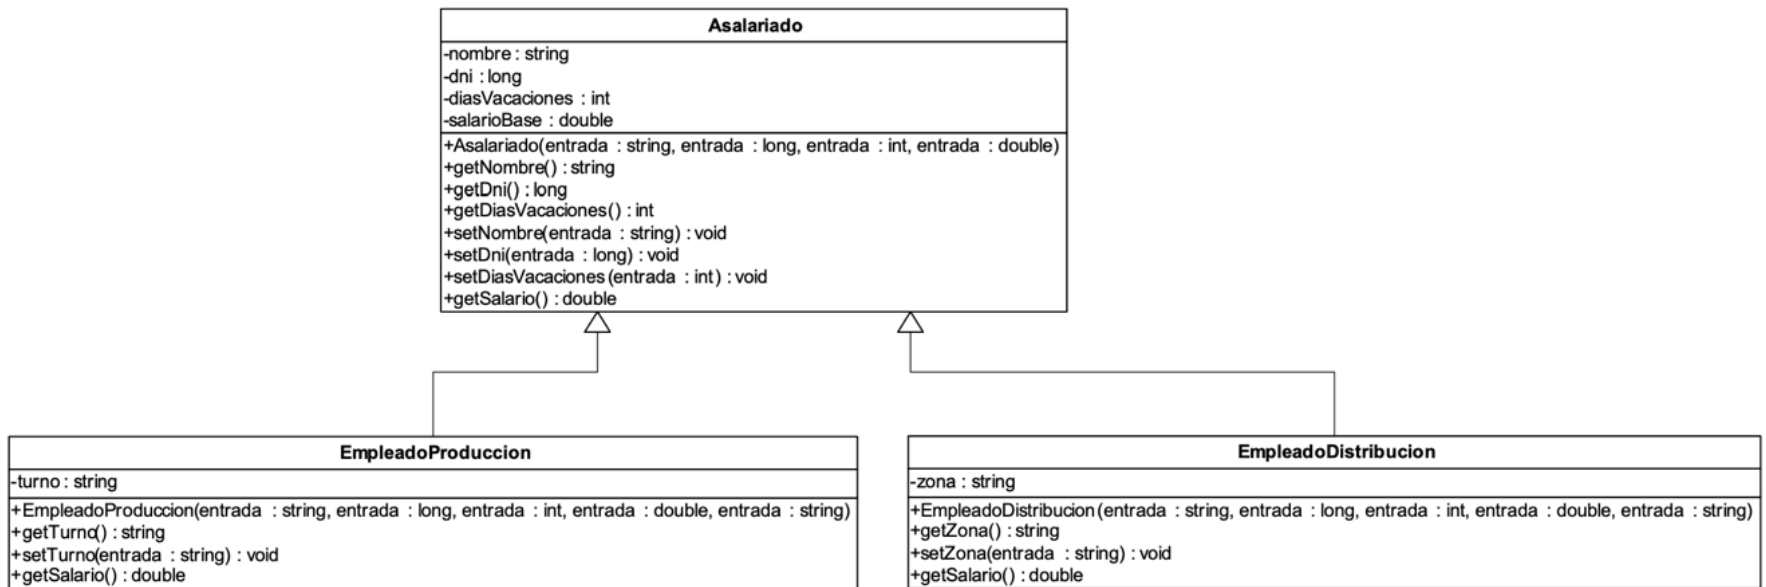 Asalariado
-nombre : string
-dni : long
-diasVacaciones : int
-salarioBase : double
+Asalariado(entrada : string, entrada : long, entrada : int, entrada : double)
+getNombre() : string
+getDni() : long
+getDiasVacaciones() : int
+setNombre(entrada : string) : void
+setDni(entrada : long) : void
+setDiasVacaciones(entrada : int) : void
+getSalario() : double
EmpleadoProduccion
-turno : string
+EmpleadoProduccion(entrada : string, entrada : long, entrada : int, entrada : double, entrada : string)
+getTurno() : string
+setTurno(entrada : string) : void
+getSalario() : double
EmpleadoDistribucion
-zona : string
+EmpleadoDistribucion(entrada : string, entrada : long, entrada : int, entrada : double, entrada : string)
+getZona() : string
+setZona(entrada : string) : void
+getSalario() : double